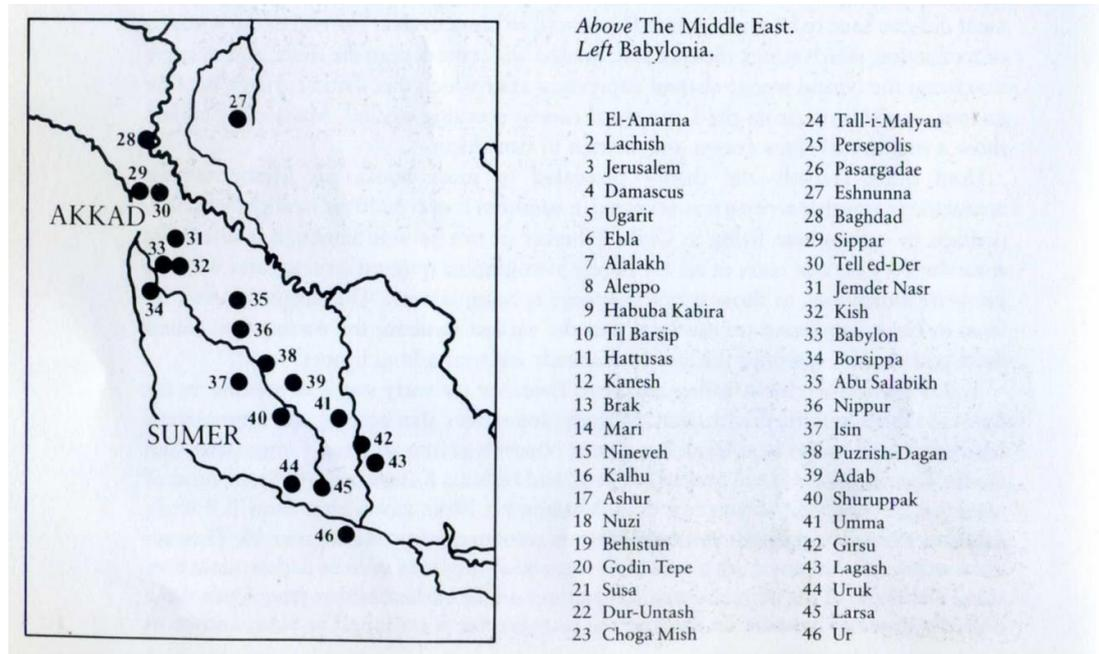 Above The Middle East.
Left Babylonia.
1 El-Amarna
2 Lachish
3 Jerusalem
4 Damascus
5 Ugarit
6 Ebla
7 Alalakh
8 Aleppo
9 Habuba Kabira
10 Til Barsip
11 Hattusas
12 Kanesh
13 Brak
14 Mari
15 Nineveh
16 Kalhu
17 Ashur
18 Nuzi
19 Behistun
20 Godin Tepe
21 Susa
22 Dur-Untash
23 Choga Mish
24 Tall-i-Malyan
25 Persepolis
26 Pasargadae
27 Eshnunna
28 Baghdad
29 Sippar
30 Tell ed-Der
31 Jemder Nasr
32 Kish
33 Babylon
34 Borsippa
35 Abu Salabikh
36 Nippur
37 Isin
38 Puzrish-Dagan
39 Adab
40 Shuruppak
41 Umma
42 Girsu
43 Lagash
44 Uruk
45 Larsa
46 Ur
27
28
29
30
AKKAD
31
33
32
34
35
36
38
37
39
40
41
SUMER
42
43
44
45
46